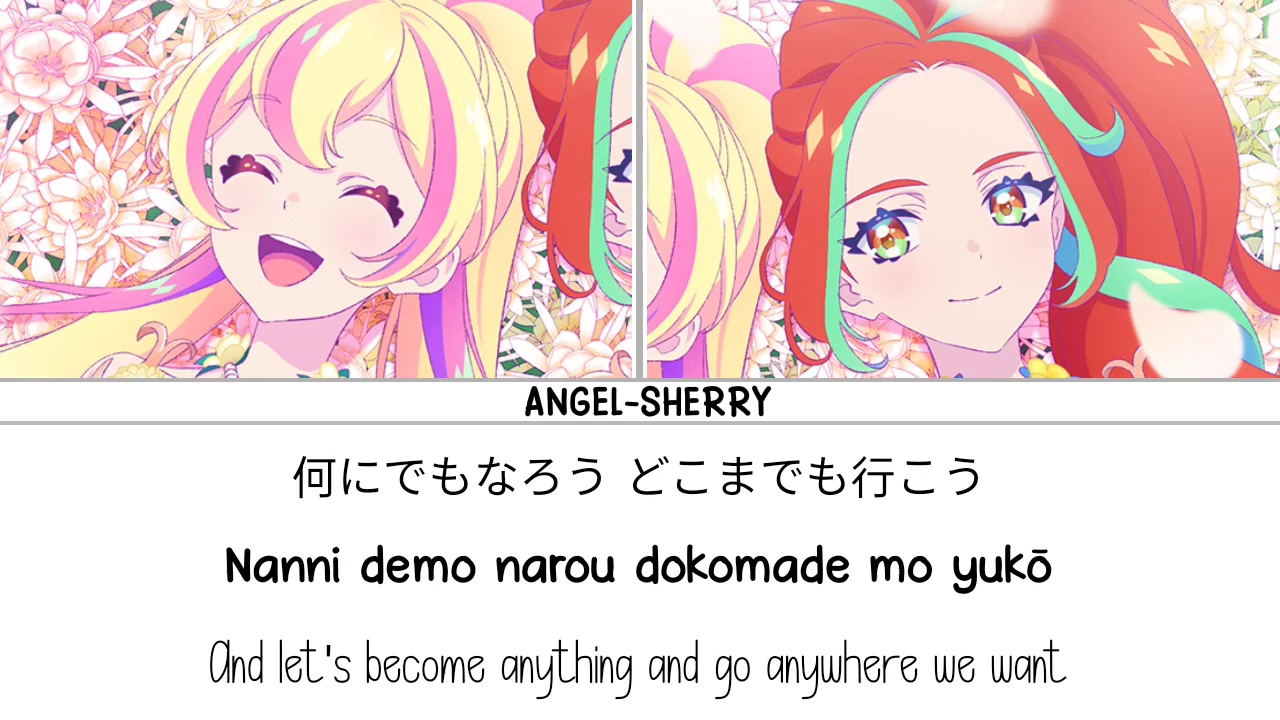 ANGEL-SHERRY
何にでもなろう どこまでも行こう
Nanni demo narou dokomade mo yukō
And let's become anything and go anywhere we want